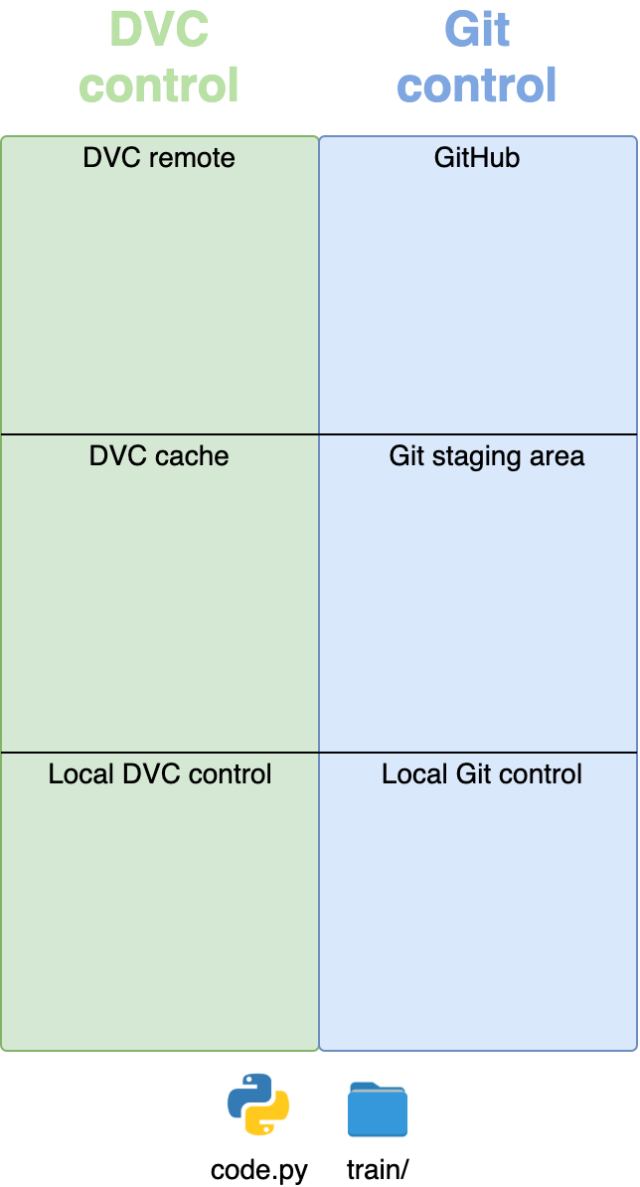 DVC
control
Git
control
DVC remote
GitHub
DVC cache
Git staging area
Local DVC control
Local Git control
code.py
train/